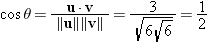 cos θ = u · v / ‖u‖‖v‖ = 3 / √(6√6) = 1/2